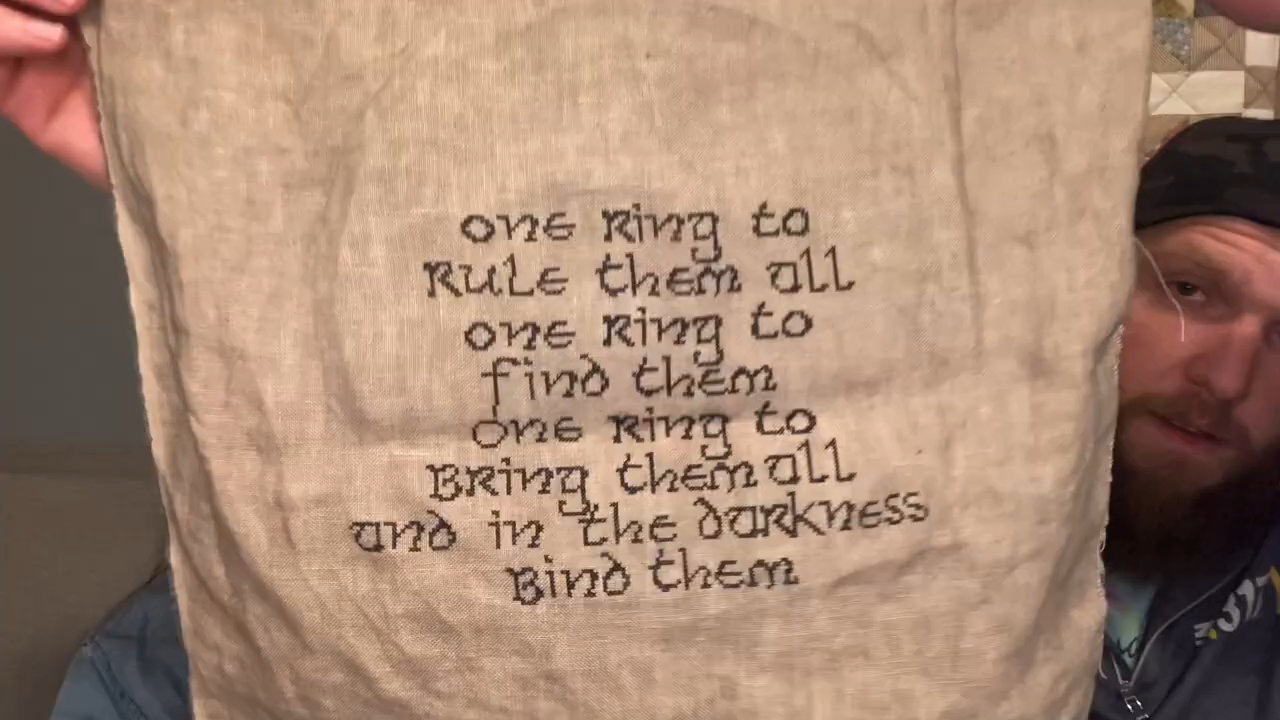 one Ring to
Rule them all
one Ring to
find them
one Ring to
Bring them all
and in the darkness
Bind them
317